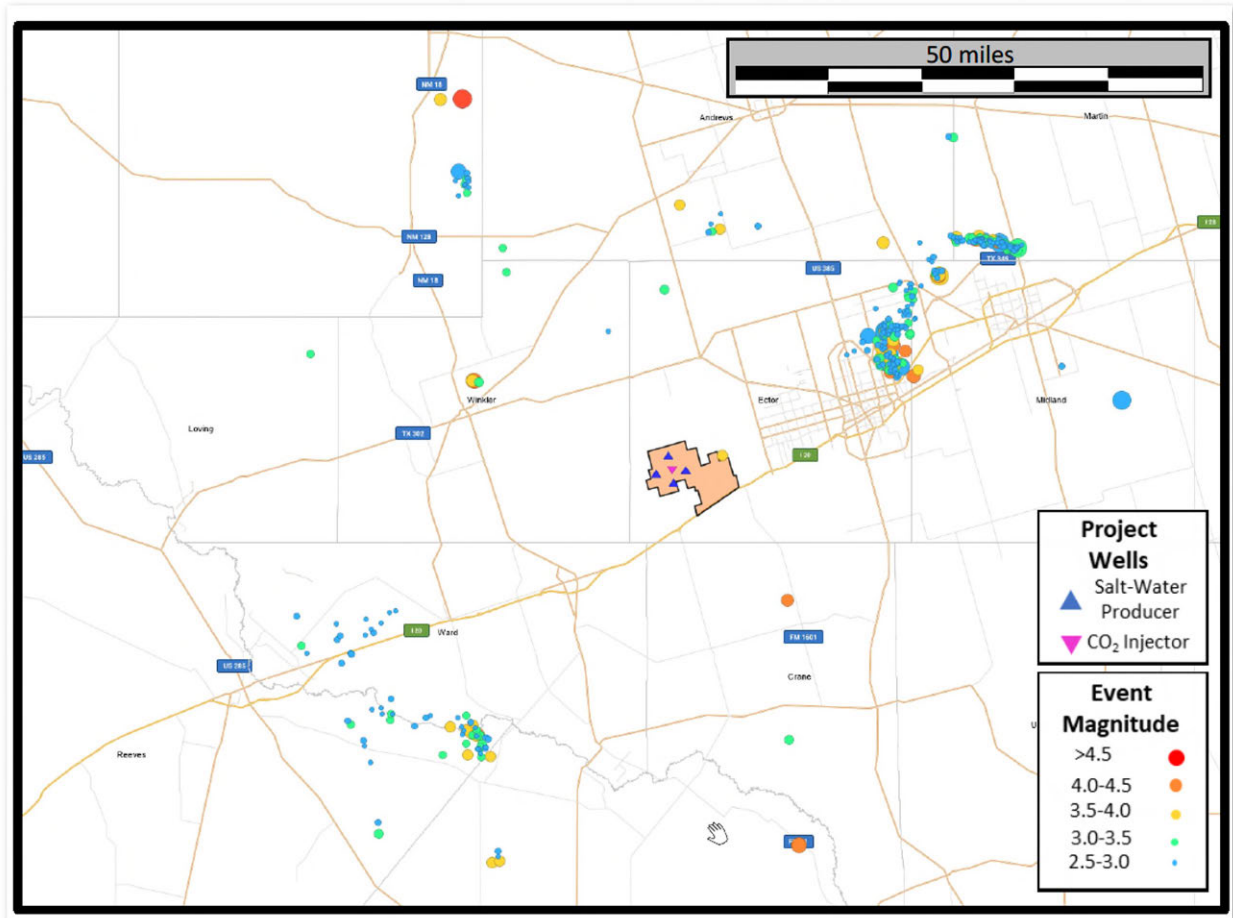 50 miles
NM 18
Andrews
Martin
I 20
NM 128
US 385
TX 349
NM 18
Winkler
Ector
Midland
Loving
TX 302
US 285
I 20
Project
Wells
Salt-Water
Producer
CO₂ Injector
I 20
Ward
FM 1601
US 285
Crane
Event
Magnitude
>4.5
4.0-4.5
3.5-4.0
3.0-3.5
2.5-3.0
Reeves
U